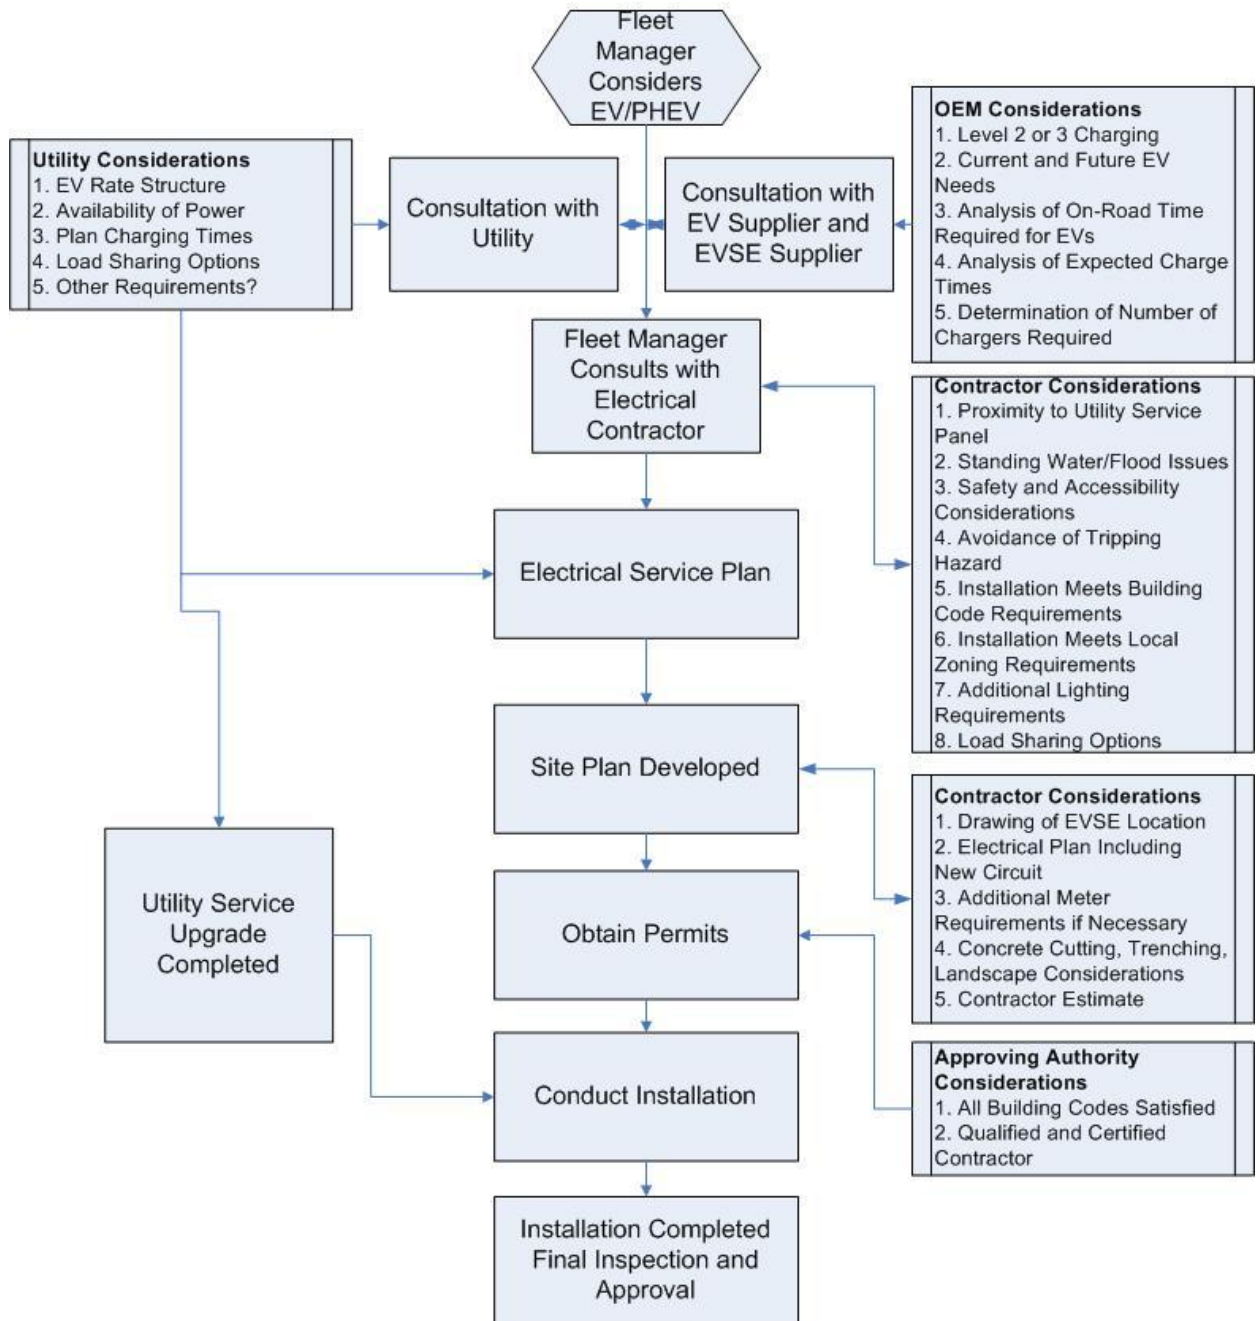 Fleet
Manager
Considers
EV/PHEV
Utility Considerations
1. EV Rate Structure
2. Availability of Power
3. Plan Charging Times
4. Load Sharing Options
5. Other Requirements?
Consultation with
Utility
Consultation with
EV Supplier and
EVSE Supplier
OEM Considerations
1. Level 2 or 3 Charging
2. Current and Future EV
Needs
3. Analysis of On-Road Time
Required for EVs
4. Analysis of Expected Charge
Times
5. Determination of Number of
Chargers Required
Fleet Manager
Consults with
Electrical
Contractor
Contractor Considerations
1. Proximity to Utility Service
Panel
2. Standing Water/Flood Issues
3. Safety and Accessibility
Considerations
4. Avoidance of Tripping
Hazard
5. Installation Meets Building
Code Requirements
6. Installation Meets Local
Zoning Requirements
7. Additional Lighting
Requirements
8. Load Sharing Options
Electrical Service Plan
Site Plan Developed
Contractor Considerations
1. Drawing of EVSE Location
2. Electrical Plan Including
New Circuit
3. Additional Meter
Requirements if Necessary
4. Concrete Cutting, Trenching,
Landscape Considerations
5. Contractor Estimate
Utility Service
Upgrade
Completed
Obtain Permits
Approving Authority
Considerations
1. All Building Codes Satisfied
2. Qualified and Certified
Contractor
Conduct Installation
Installation Completed
Final Inspection and
Approval